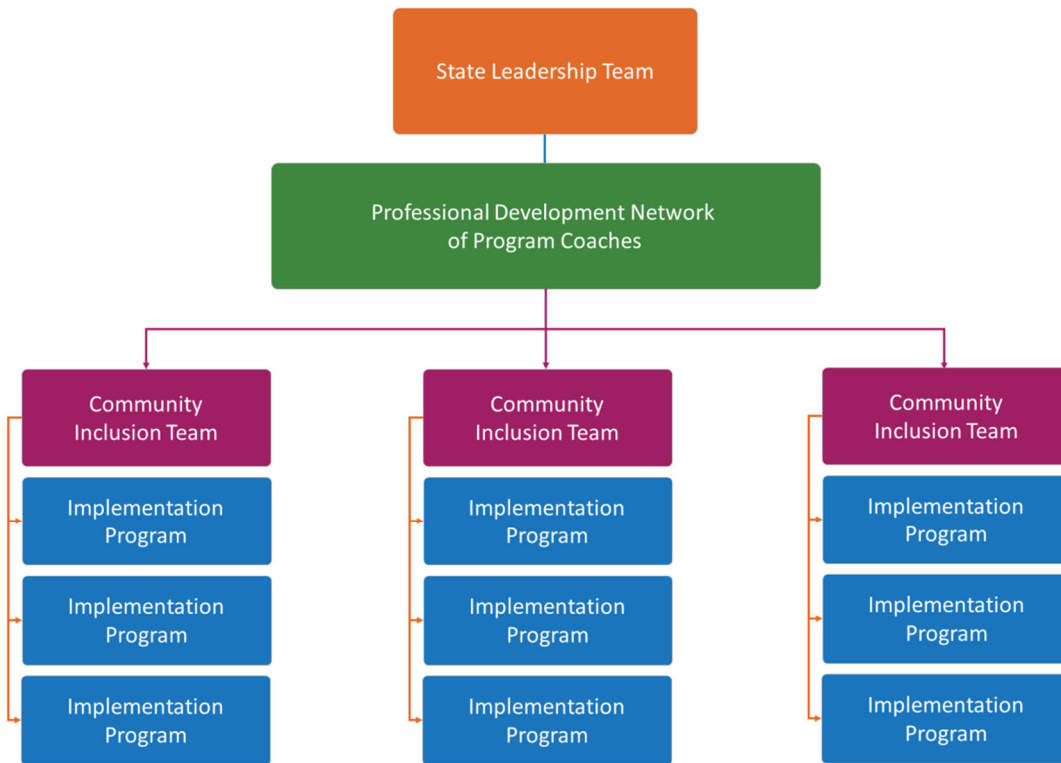 State Leadership Team
Professional Development Network
of Program Coaches
Community
Inclusion Team
Community
Inclusion Team
Community
Inclusion Team
Implementation
Program
Implementation
Program
Implementation
Program
Implementation
Program
Implementation
Program
Implementation
Program
Implementation
Program
Implementation
Program
Implementation
Program